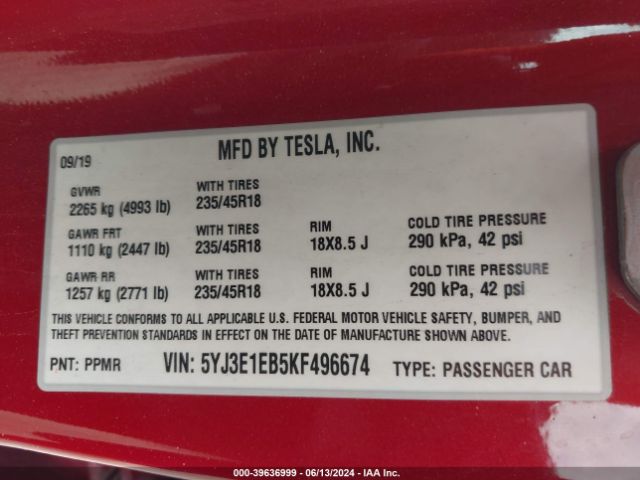 MFD BY TESLA, INC.
09/19
GVWR WITH TIRES
2265 kg (4993 lb) 235/45R18
GAWR FRT WITH TIRES RIM COLD TIRE PRESSURE
1110 kg (2447 lb) 235/45R18 18X8.5 J 290 kPa, 42 psi
GAWR RR WITH TIRES RIM COLD TIRE PRESSURE
1257 kg (2771 lb) 235/45R18 18X8.5 J 290 kPa, 42 psi
THIS VEHICLE CONFORMS TO ALL APPLICABLE U.S. FEDERAL MOTOR VEHICLE SAFETY, BUMPER, AND
THEFT PREVENTION STANDARDS IN EFFECT ON THE DATE OF MANUFACTURE SHOWN ABOVE.
PNT: PPMR VIN: 5YJ3E1EB5KF496674 TYPE: PASSENGER CAR
000-39636999 - 06/13/2024 - IAA Inc.